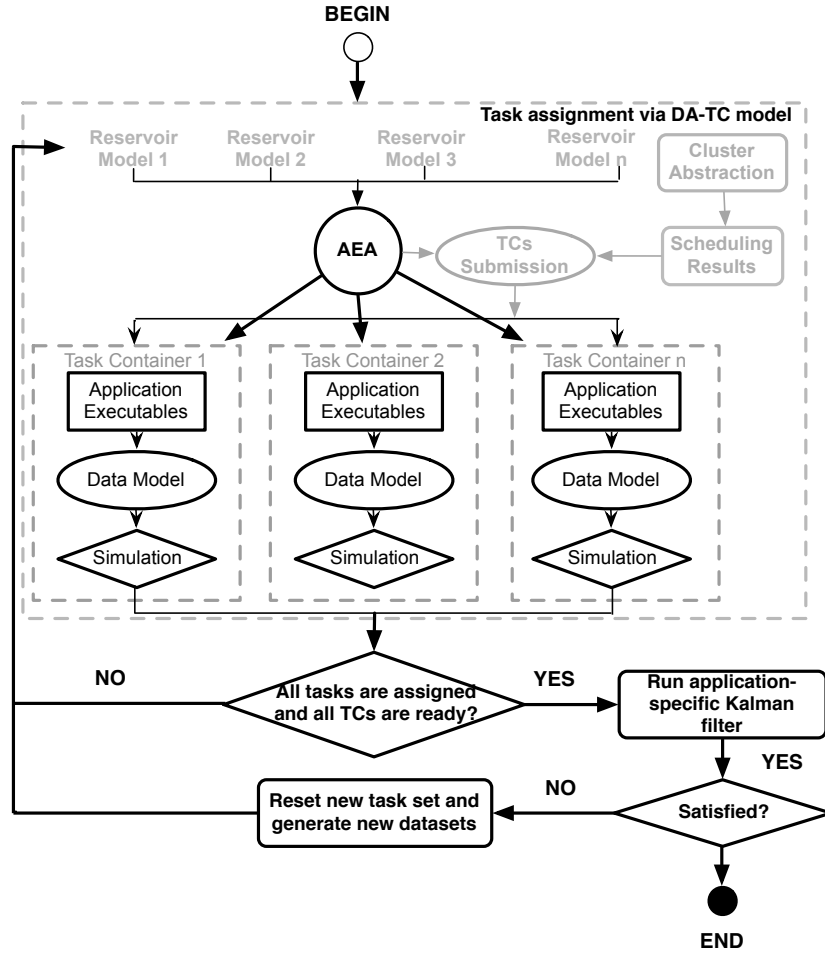 BEGIN
Task assignment via DA-TC model
Reservoir
Model 1
Reservoir
Model 2
Reservoir
Model 3
Reservoir
Model n
Cluster
Abstraction
AEA
TCs
Submission
Scheduling
Results
Task Container 1
Task Container 2
Task Container n
Application
Executables
Application
Executables
Application
Executables
Data Model
Data Model
Data Model
Simulation
Simulation
Simulation
NO
All tasks are assigned
and all TCs are ready?
YES
Run application-
specific Kalman
filter
YES
Reset new task set and
generate new datasets
NO
Satisfied?
END